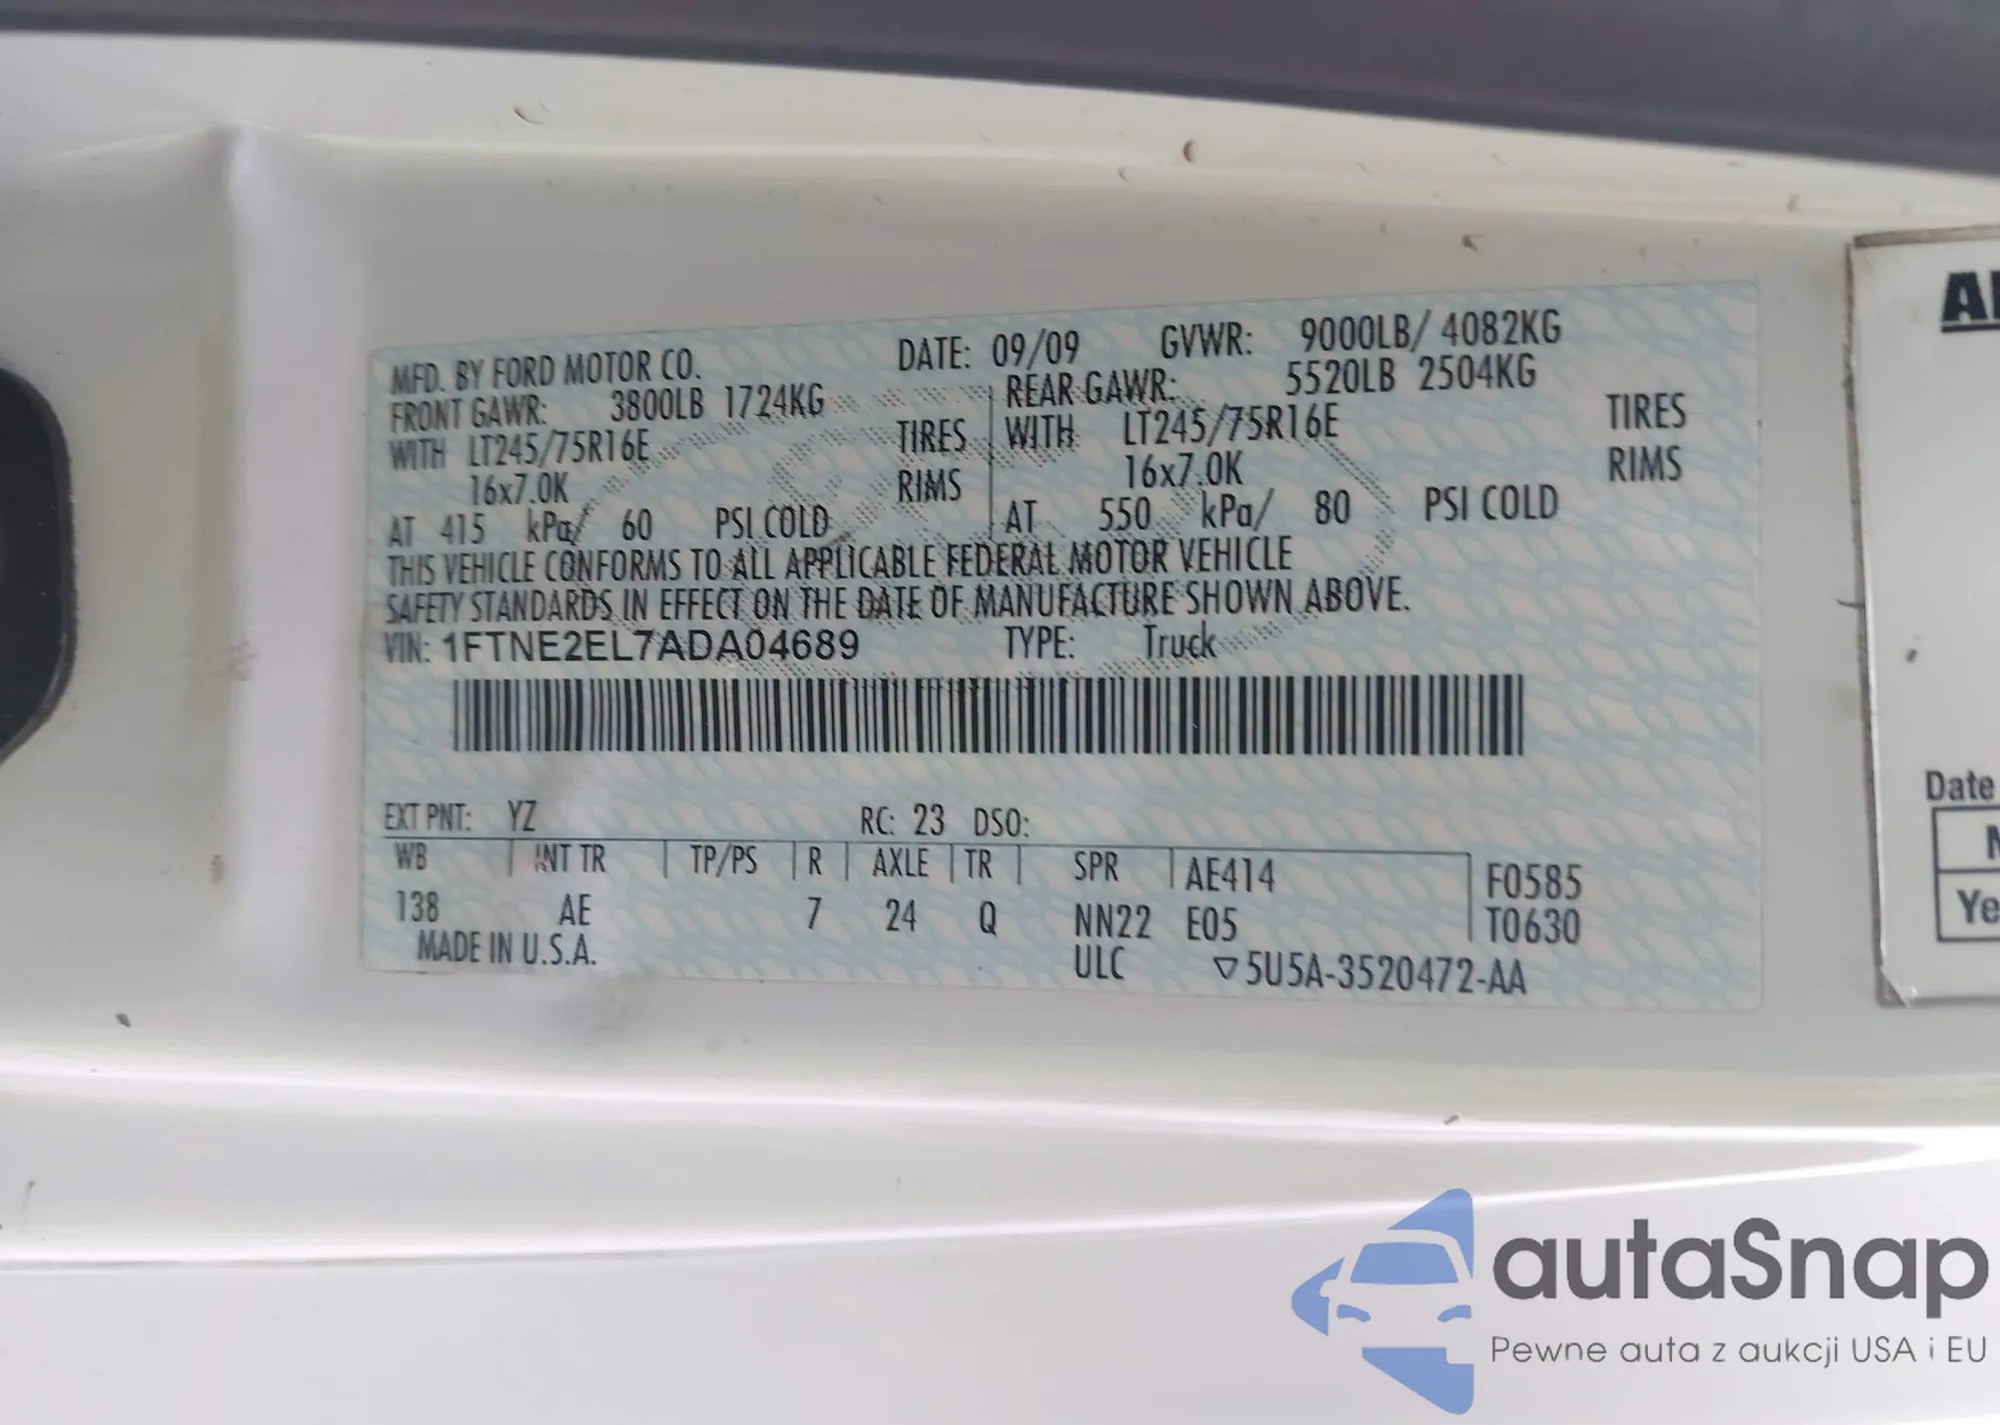 MFD. BY FORD MOTOR CO. DATE: 09/09 GVWR: 9000LB/ 4082KG
FRONT GAWR: 3800LB 1724KG REAR GAWR: 5520LB 2504KG
WITH LT245/75R16E TIRES WITH LT245/75R16E TIRES
16x7.0K RIMS 16x7.0K RIMS
AT 415 kPa/ 60 PSI COLD AT 550 kPa/ 80 PSI COLD
THIS VEHICLE CONFORMS TO ALL APPLICABLE FEDERAL MOTOR VEHICLE
SAFETY STANDARDS IN EFFECT ON THE DATE OF MANUFACTURE SHOWN ABOVE.
VIN: 1FTNE2EL7ADA04689 TYPE: Truck
EXT PNT: YZ RC: 23 DSO:
WB INT TR TP/PS R AXLE TR SPR AE414 F0585
138 AE 7 24 Q NN22 E05 T0630
MADE IN U.S.A. ULC ▽5U5A-3520472-AA
Date
Ye
autaSnap
Pewne auta z aukcji USA i EU